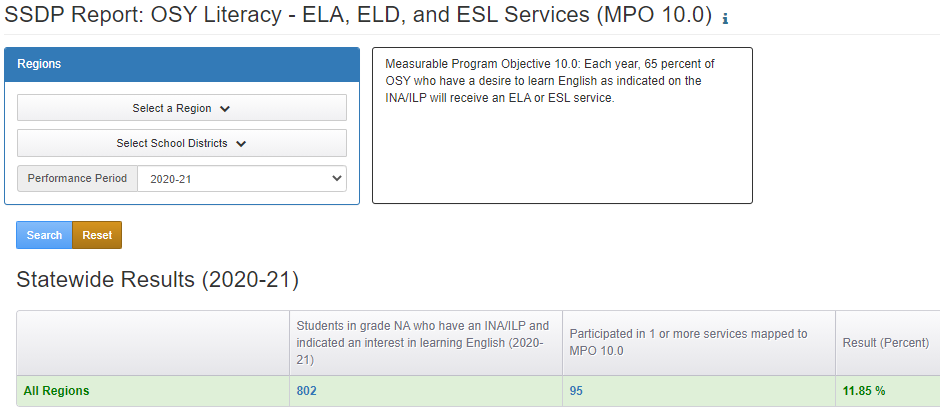 SSDP Report: OSY Literacy - ELA, ELD, and ESL Services (MPO 10.0) i
Regions
Select a Region
Select School Districts
Performance Period 2020-21
Measurable Program Objective 10.0: Each year, 65 percent of
OSY who have a desire to learn English as indicated on the
INA/ILP will receive an ELA or ESL service.
Search Reset
Statewide Results (2020-21)
Students in grade NA who have an INA/ILP and
indicated an interest in learning English (2020-
21)
Participated in 1 or more services mapped to
MPO 10.0
Result (Percent)
All Regions 802 95 11.85 %